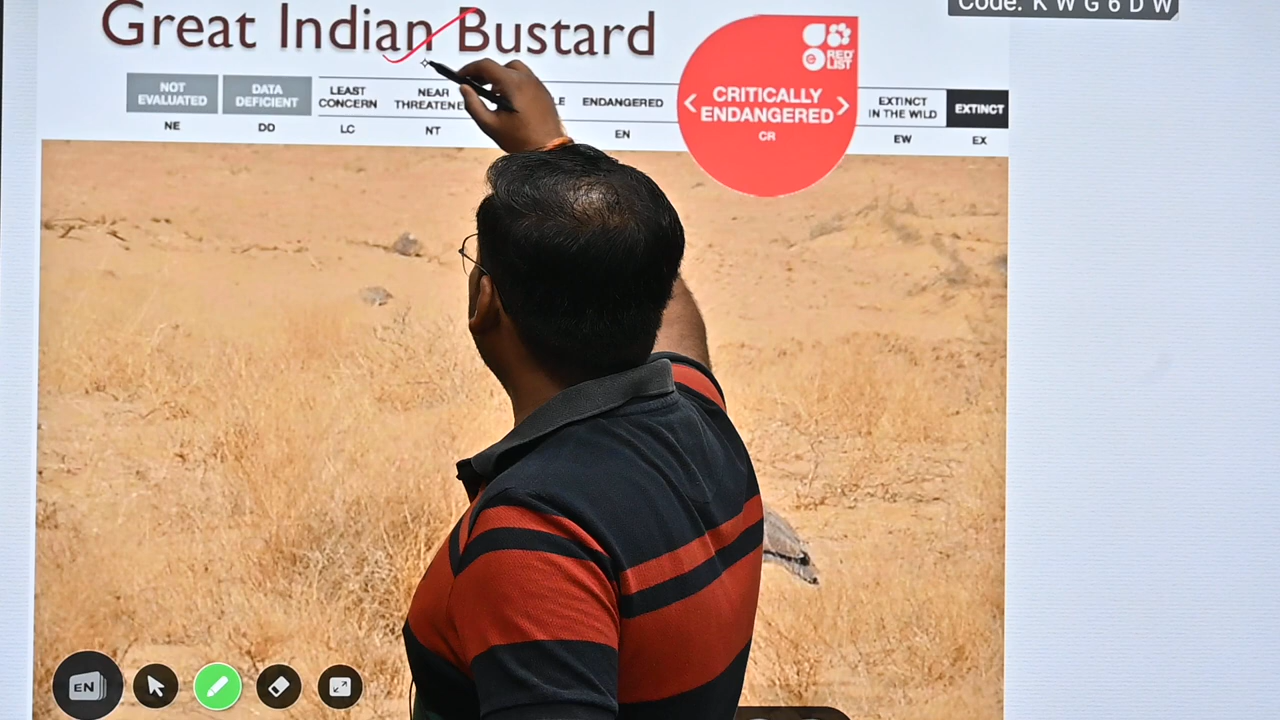 Code: K W G 6 D W
Great Indian Bustard
RED LIST
NOT EVALUATED
DATA DEFICIENT
LEAST CONCERN
NEAR
ENDANGERED
CRITICALLY ENDANGERED
EXTINCT IN THE WILD
EXTINCT
NE
DD
LC
NT
EN
CR
EW
EX
EN